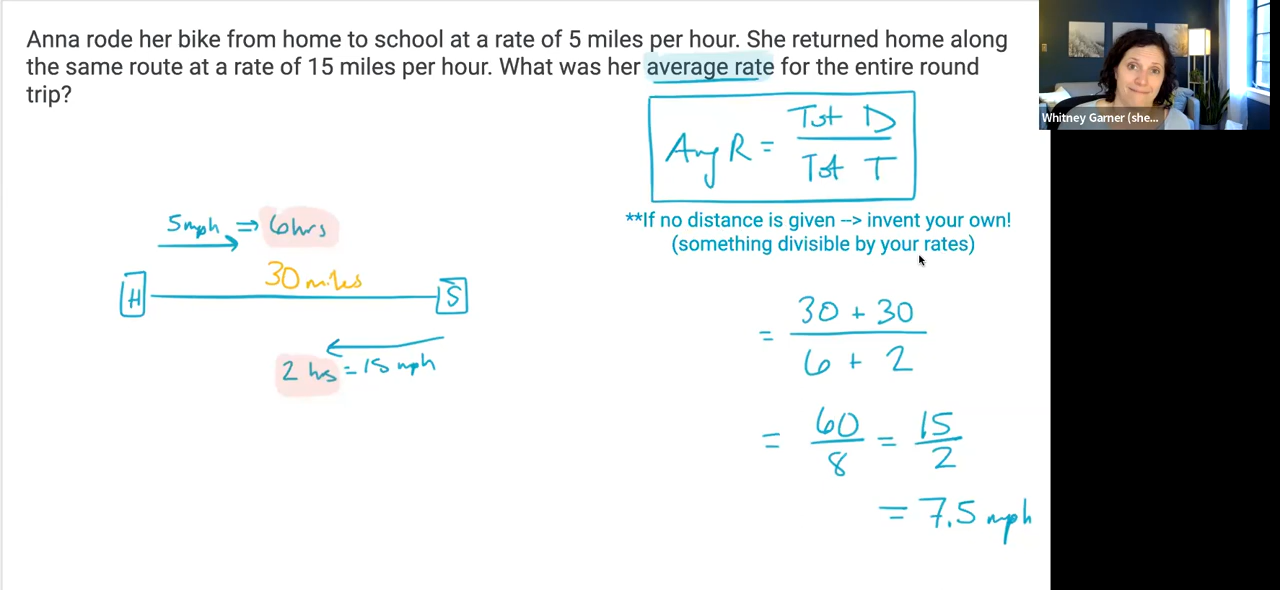 Anna rode her bike from home to school at a rate of 5 miles per hour. She returned home along
the same route at a rate of 15 miles per hour. What was her average rate for the entire round
trip?
Whitney Garner (she...
Avg R = Tot D
Tot T
**If no distance is given --> invent your own!
(something divisible by your rates)
5mph ⇒ 6hrs
30 miles
H
S
2 hrs = 15 mph
= 30 + 30
6 + 2
= 60 = 15
8 2
= 7.5 mph